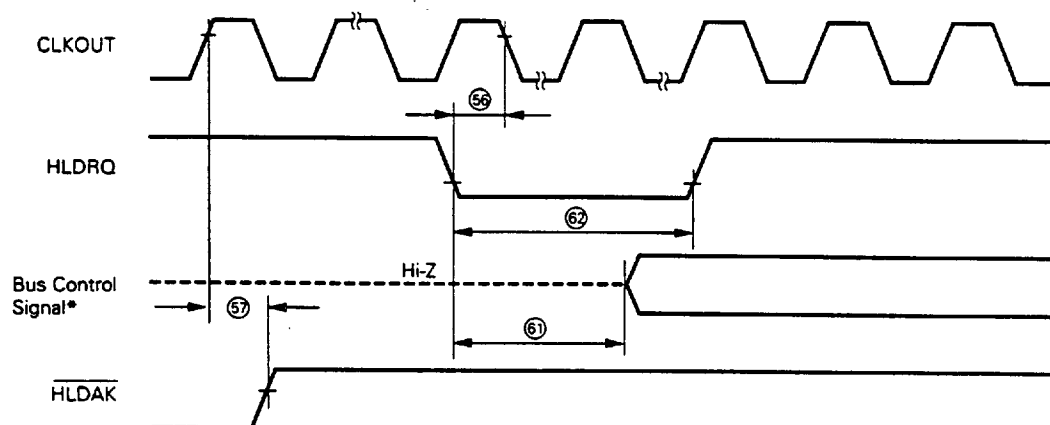 CLKOUT
56
HLDRQ
62
Hi-Z
Bus Control
Signal*
57
61
HLDAK